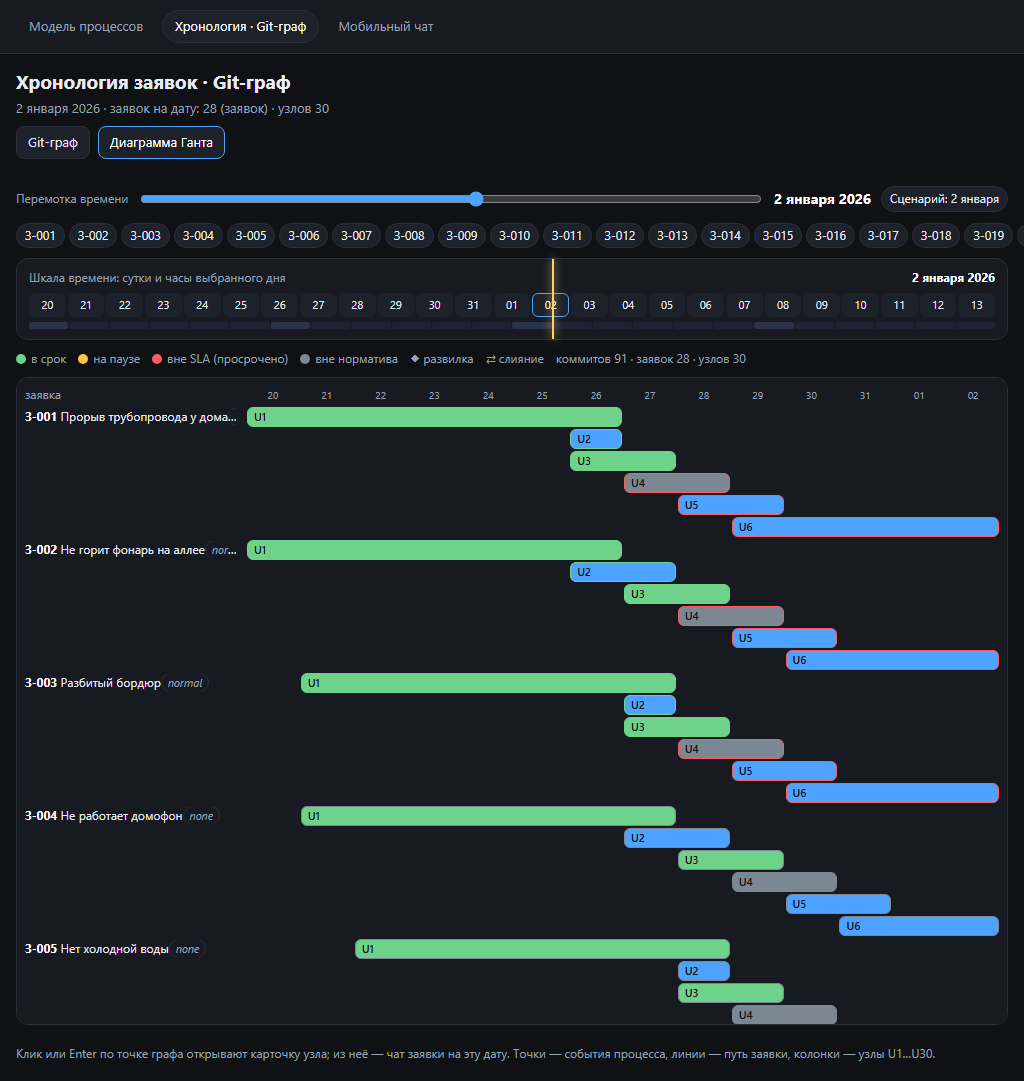 Модель процессов Хронология · Git-граф Мобильный чат
Хронология заявок · Git-граф
2 января 2026 · заявок на дату: 28 (заявок) · узлов 30
Git-граф Диаграмма Ганта
Перемотка времени 2 января 2026 Сценарий: 2 января
З-001 З-002 З-003 З-004 З-005 З-006 З-007 З-008 З-009 З-010 З-011 З-012 З-013 З-014 З-015 З-016 З-017 З-018 З-019
Шкала времени: сутки и часы выбранного дня 2 января 2026
20 21 22 23 24 25 26 27 28 29 30 31 01 02 03 04 05 06 07 08 09 10 11 12 13
в срок на паузе вне SLA (просрочено) вне норматива ◆ развилка ⇄ слияние коммитов 91 · заявок 28 · узлов 30
заявка 20 21 22 23 24 25 26 27 28 29 30 31 01 02
З-001 Прорыв трубопровода у дома... U1
U2
U3
U4
U5
U6
З-002 Не горит фонарь на аллее nor... U1
U2
U3
U4
U5
U6
З-003 Разбитый бордюр normal U1
U2
U3
U4
U5
U6
З-004 Не работает домофон none U1
U2
U3
U4
U5
U6
З-005 Нет холодной воды none U1
U2
U3
U4
Клик или Enter по точке графа открывают карточку узла; из неё — чат заявки на эту дату. Точки — события процесса, линии — путь заявки, колонки — узлы U1...U30.